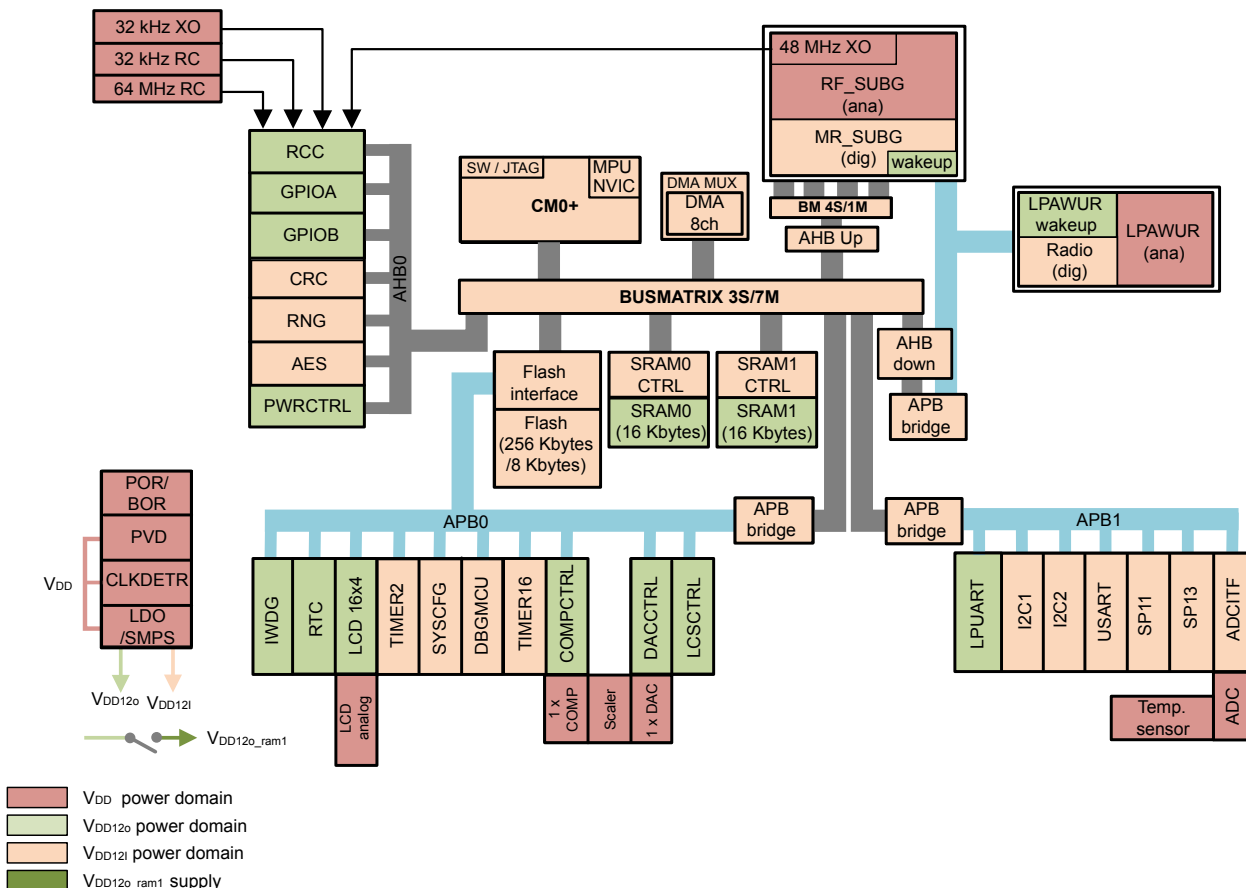 32 kHz XO
32 kHz RC
64 MHz RC
48 MHz XO
RF_SUBG
(ana)
MR_SUBG
(dig)
wakeup
RCC
GPIOA
GPIOB
CRC
RNG
AES
PWRCTRL
AHB0
SW / JTAG
MPU
NVIC
CM0+
DMA MUX
DMA
8ch
BM 4S/1M
AHB Up
LPAWUR
wakeup
Radio
(dig)
LPAWUR
(ana)
BUSMATRIX 3S/7M
Flash
interface
Flash
(256 Kbytes
/8 Kbytes)
SRAM0
CTRL
SRAM0
(16 Kbytes)
SRAM1
CTRL
SRAM1
(16 Kbytes)
AHB
down
APB
bridge
POR/
BOR
PVD
CLKDETR
LDO
/SMPS
VDD
VDD12o
VDD12I
VDD12o_ram1
APB0
APB
bridge
APB
bridge
APB1
IWDG
RTC
LCD 16x4
TIMER2
SYSCFG
DBGMCU
TIMER16
COMPCTRL
DACCTRL
LCSCTRL
LCD
analog
1 x
COMP
Scaler
1 x DAC
LPUART
I2C1
I2C2
USART
SP11
SP13
ADCITF
Temp.
sensor
ADC
VDD power domain
VDD12o power domain
VDD12I power domain
VDD12o_ram1 supply